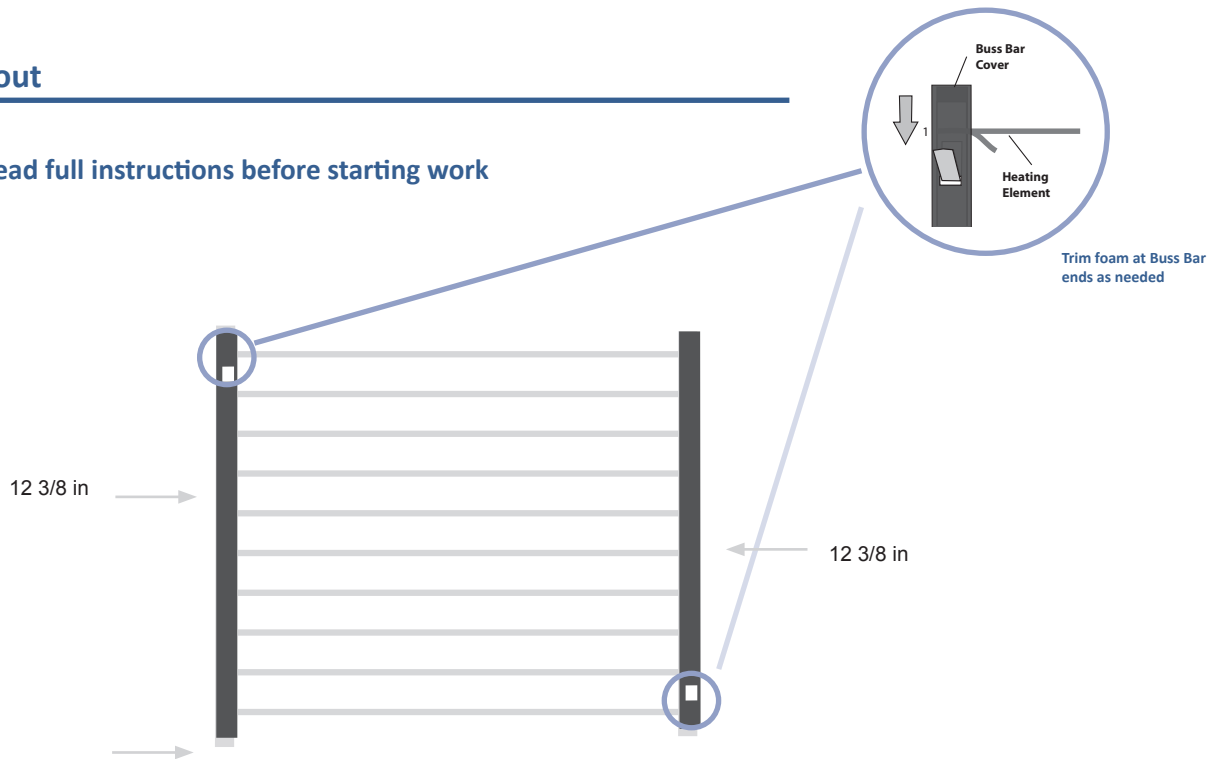 out
ead full instructions before starting work
Buss Bar
Cover
1
Heating
Element
Trim foam at Buss Bar
ends as needed
12 3/8 in
12 3/8 in